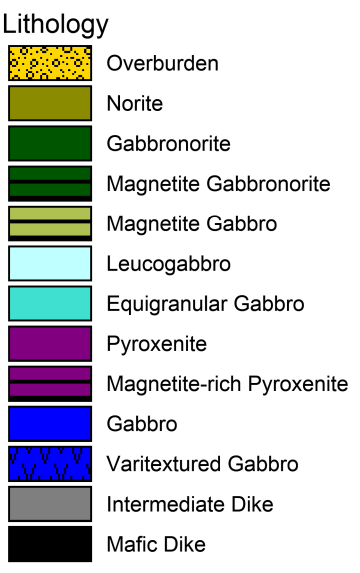 Lithology
Overburden
Norite
Gabbronorite
Magnetite Gabbronorite
Magnetite Gabbro
Leucogabbro
Equigranular Gabbro
Pyroxenite
Magnetite-rich Pyroxenite
Gabbro
Varitextured Gabbro
Intermediate Dike
Mafic Dike